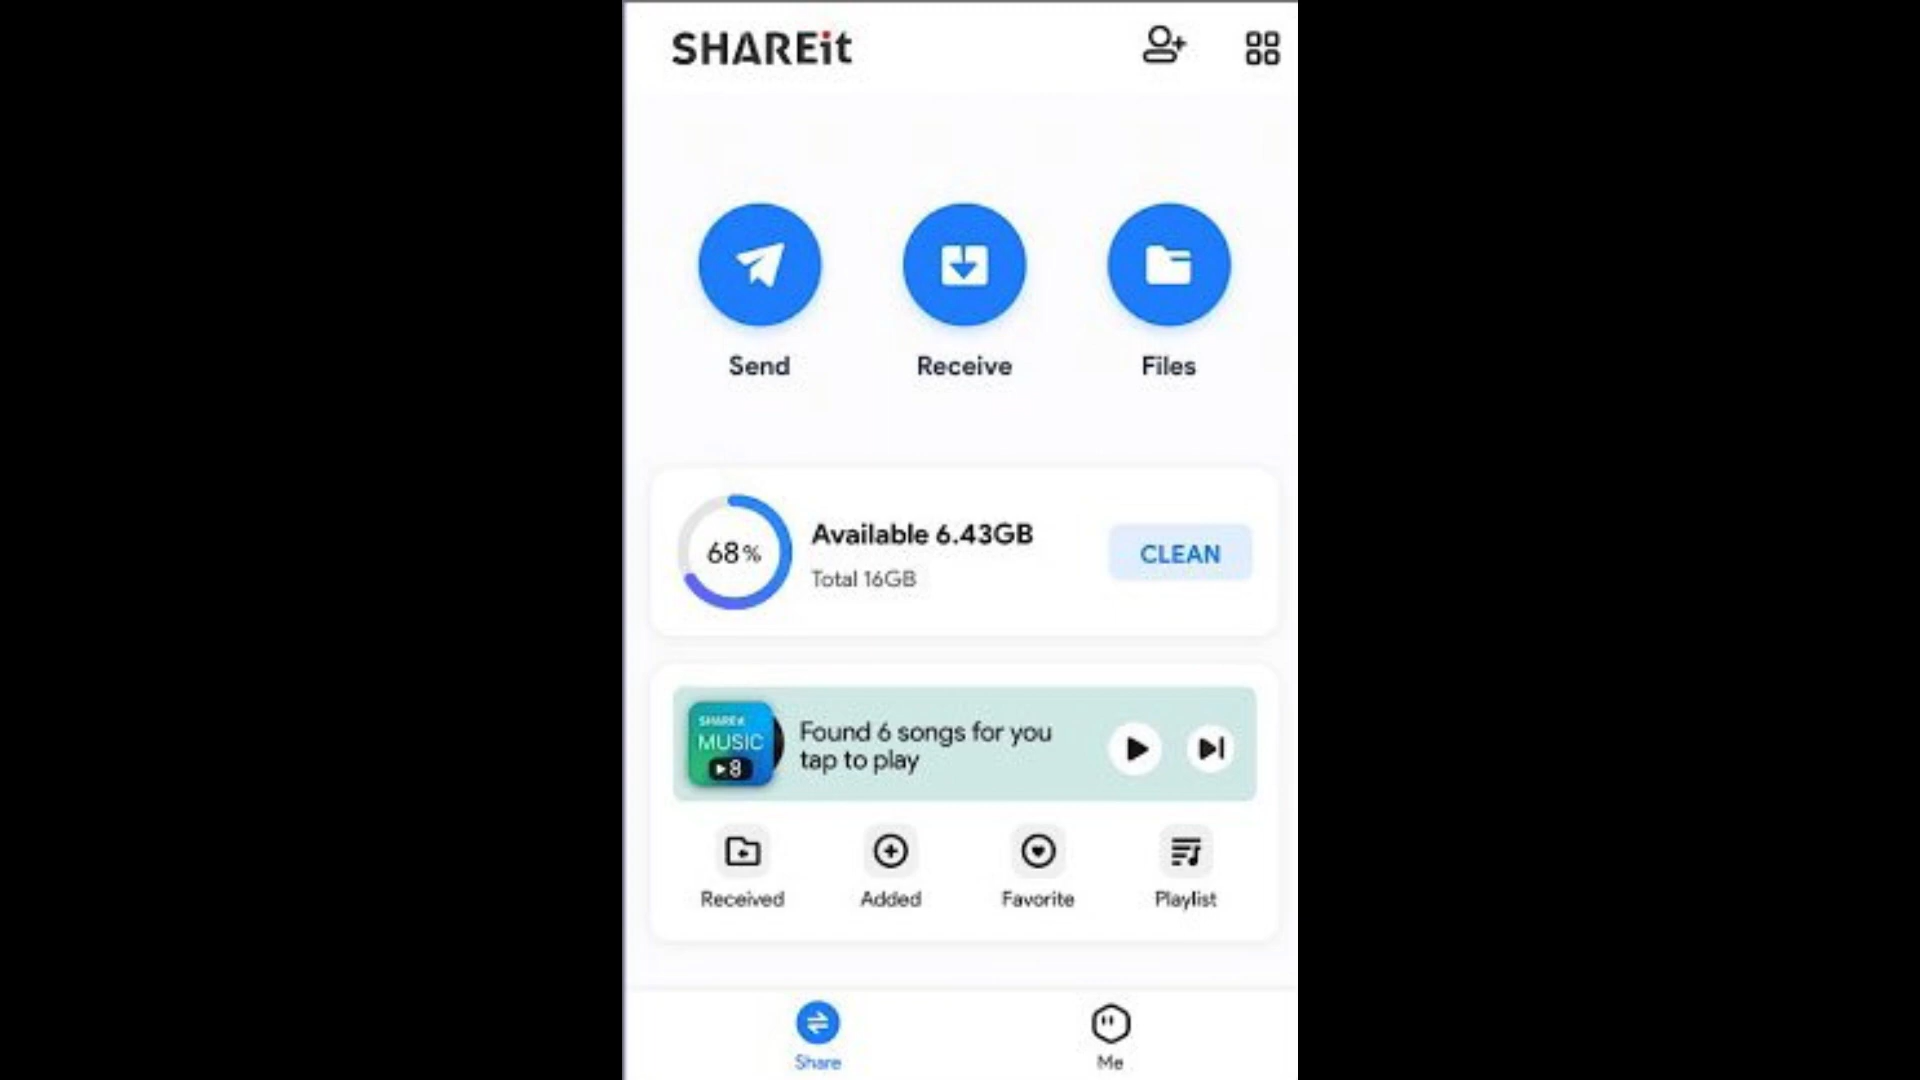 SHAREit
Send
Receive
Files
68%
Available 6.43GB
Total 16GB
CLEAN
SHAREit
MUSIC
8
Found 6 songs for you
tap to play
Received
Added
Favorite
Playlist
Share
Me